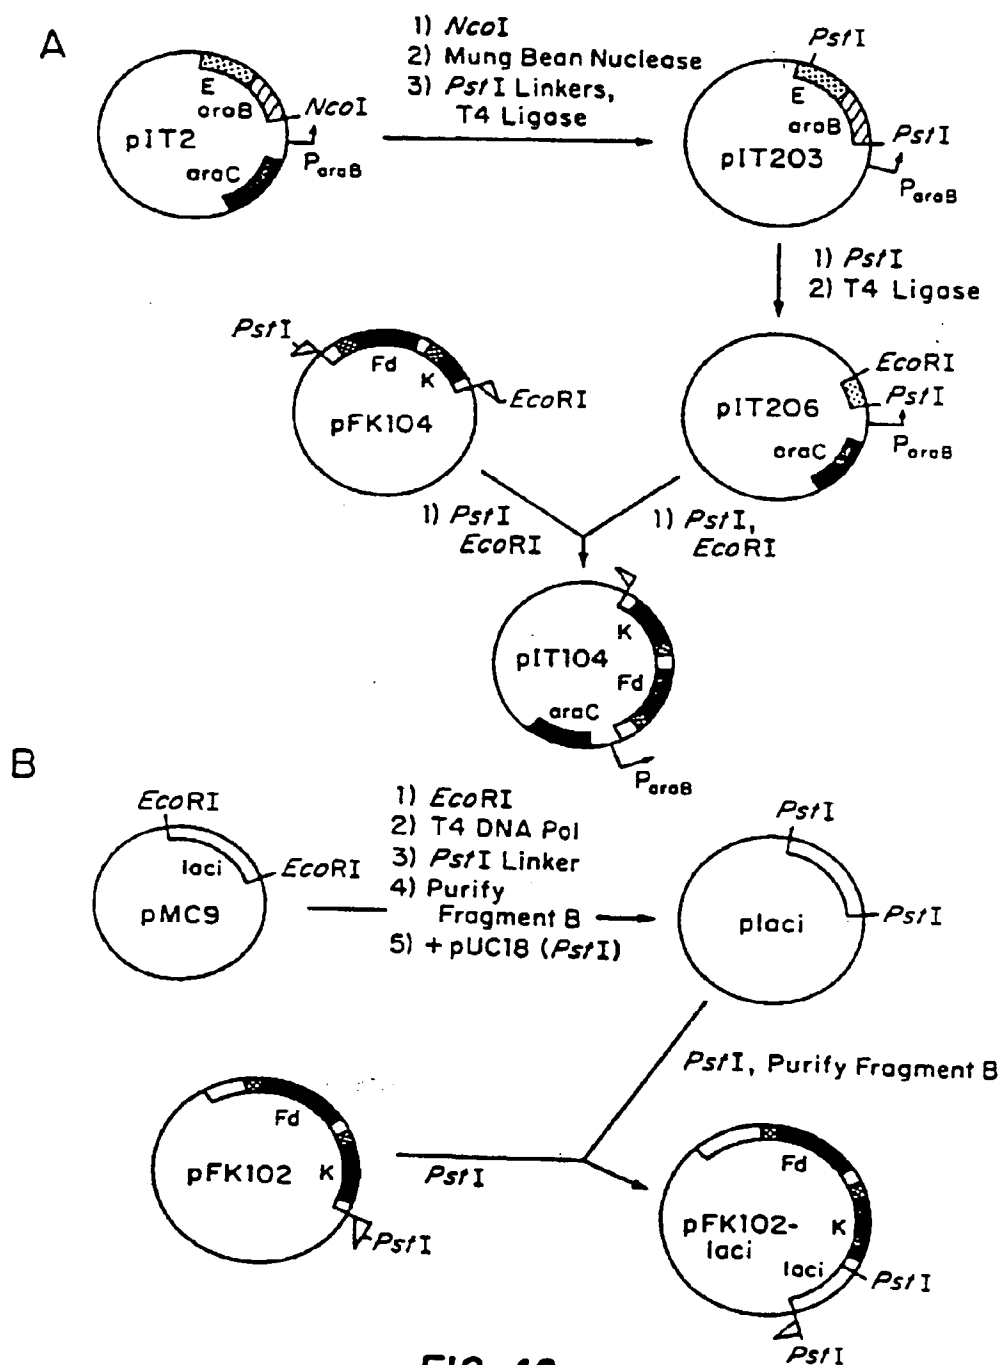 A
1) NcoI
2) Mung Bean Nuclease
3) PstI Linkers,
T4 Ligase
E
araB
NcoI
pIT2
ParaB
araC
PstI
E
araB
PstI
pIT203
ParaB
1) PstI
2) T4 Ligase
PstI
Fd
K
EcoRI
pFK104
EcoRI
PstI
pIT206
ParaB
araC
1) PstI
EcoRI
1) PstI,
EcoRI
K
pIT104
Fd
araC
ParaB
B
EcoRI
laci
EcoRI
pMC9
1) EcoRI
2) T4 DNA Pol
3) PstI Linker
4) Purify
Fragment B
5) + pUC18 (PstI)
PstI
PstI
placi
PstI, Purify Fragment B
Fd
pFK102
K
PstI
PstI
Fd
pFK102-
laci
K
laci
PstI
PstI